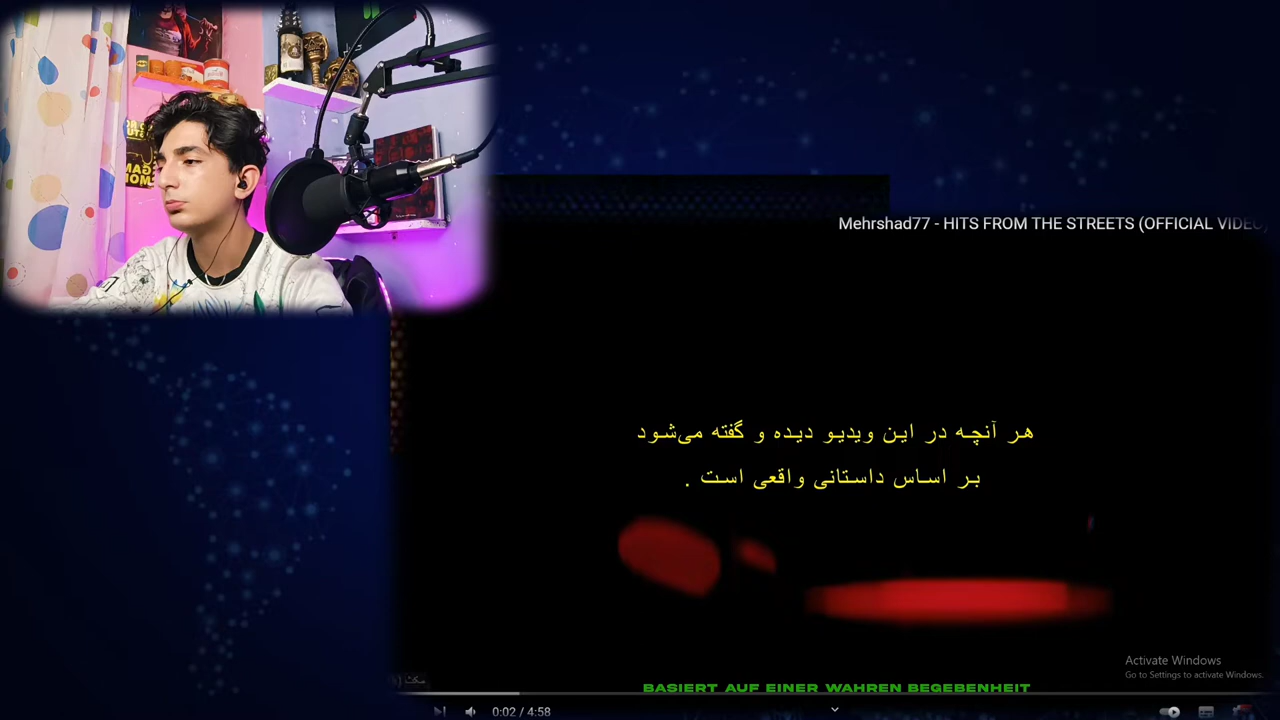 Mehrshad77 - HITS FROM THE STREETS (OFFICIAL VIDEO)
هر آنچه در این ویدیو دیده و گفته می‌شود
بر اساس داستانی واقعی است .
Activate Windows
Go to Settings to activate Windows.
BASIERT AUF EINER WAHREN BEGEBENHEIT
0:02 / 4:58